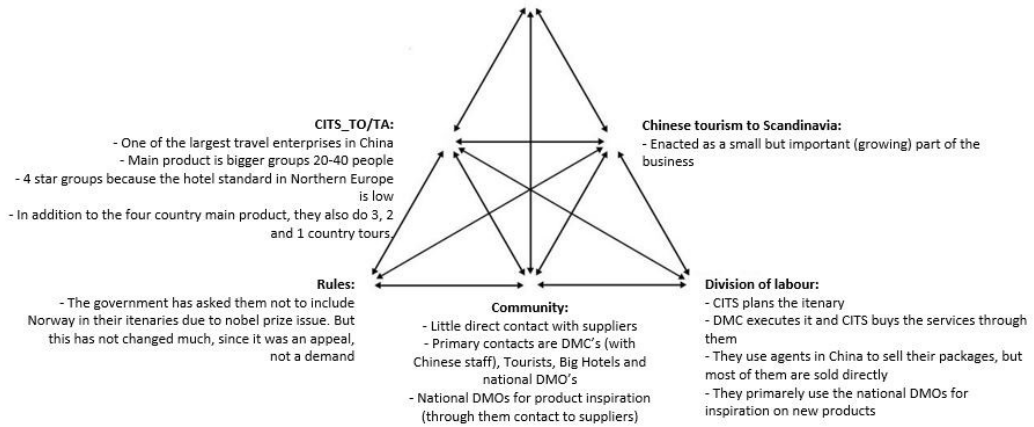 CITS_TO/TA:
- One of the largest travel enterprises in China
- Main product is bigger groups 20-40 people
- 4 star groups because the hotel standard in Northern Europe
is low
- In addition to the four country main product, they also do 3, 2
and 1 country tours.
Chinese tourism to Scandinavia:
- Enacted as a small but important (growing) part of the
business
Rules:
- The government has asked them not to include
Norway in their itenaries due to nobel prize issue. But
this has not changed much, since it was an appeal,
not a demand
Community:
- Little direct contact with suppliers
- Primary contacts are DMC's (with
Chinese staff), Tourists, Big Hotels and
national DMO's
- National DMOs for product inspiration
(through them contact to suppliers)
Division of labour:
- CITS plans the itenary
- DMC executes it and CITS buys the services through
them
- They use agents in China to sell their packages, but
most of them are sold directly
- They primarely use the national DMOs for
inspiration on new products